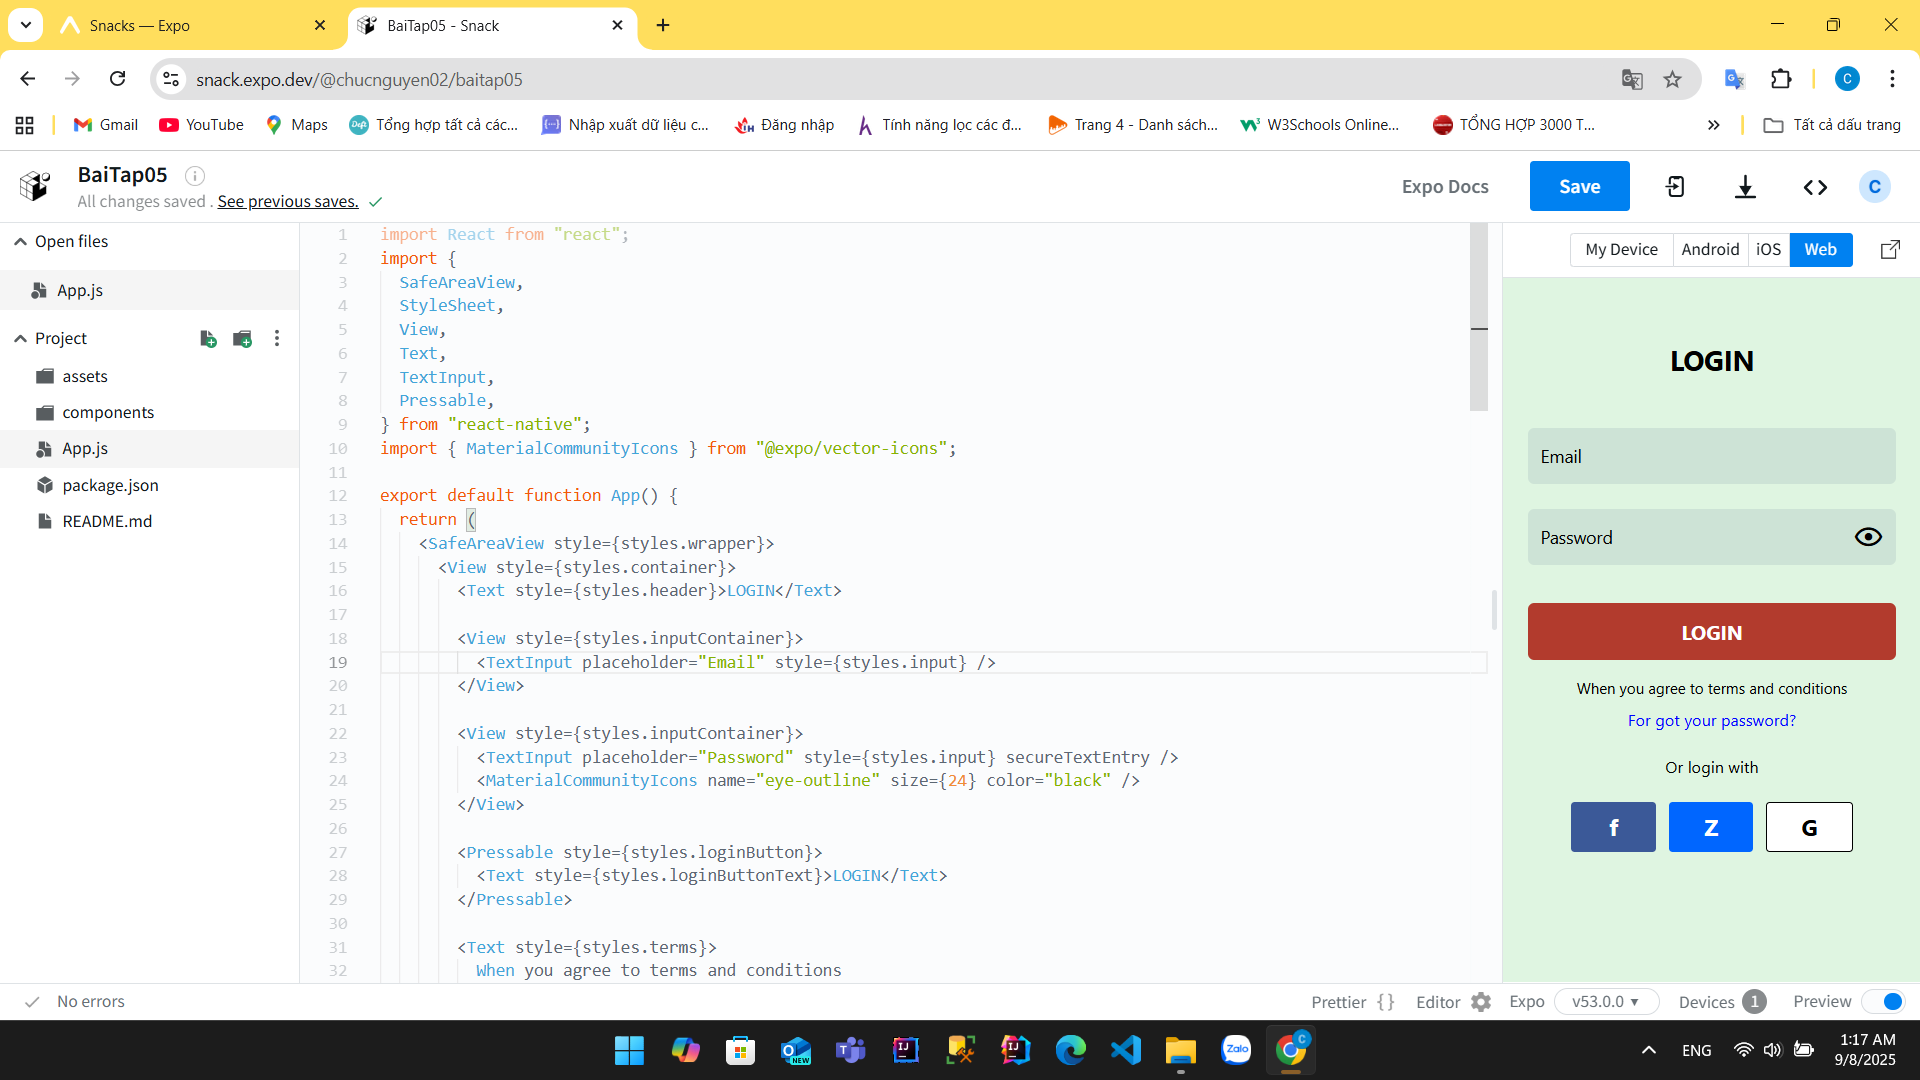 Snacks — Expo
BaiTap05 - Snack
snack.expo.dev/@chucnguyen02/baitap05
C
Gmail
YouTube
Maps
Tổng hợp tất cả các...
Nhập xuất dữ liệu c...
Đăng nhập
Tính năng lọc các đ...
Trang 4 - Danh sách...
W3Schools Online...
TỔNG HỢP 3000 T...
Tất cả dấu trang
BaiTap05
All changes saved . See previous saves.
Expo Docs
Save
C
Open files
App.js
Project
assets
components
App.js
package.json
README.md
1 import React from "react";
2 import {
3 SafeAreaView,
4 StyleSheet,
5 View,
6 Text,
7 TextInput,
8 Pressable,
9 } from "react-native";
10 import { MaterialCommunityIcons } from "@expo/vector-icons";
11
12 export default function App() {
13 return (
14 <SafeAreaView style={styles.wrapper}>
15 <View style={styles.container}>
16 <Text style={styles.header}>LOGIN</Text>
17
18 <View style={styles.inputContainer}>
19 <TextInput placeholder="Email" style={styles.input} />
20 </View>
21
22 <View style={styles.inputContainer}>
23 <TextInput placeholder="Password" style={styles.input} secureTextEntry />
24 <MaterialCommunityIcons name="eye-outline" size={24} color="black" />
25 </View>
26
27 <Pressable style={styles.loginButton}>
28 <Text style={styles.loginButtonText}>LOGIN</Text>
29 </Pressable>
30
31 <Text style={styles.terms}>
32 When you agree to terms and conditions
My Device
Android
iOS
Web
LOGIN
Email
Password
LOGIN
When you agree to terms and conditions
For got your password?
Or login with
f
Z
G
No errors
Prettier { }
Editor
Expo
v53.0.0
Devices 1
Preview
ENG
1:17 AM
9/8/2025